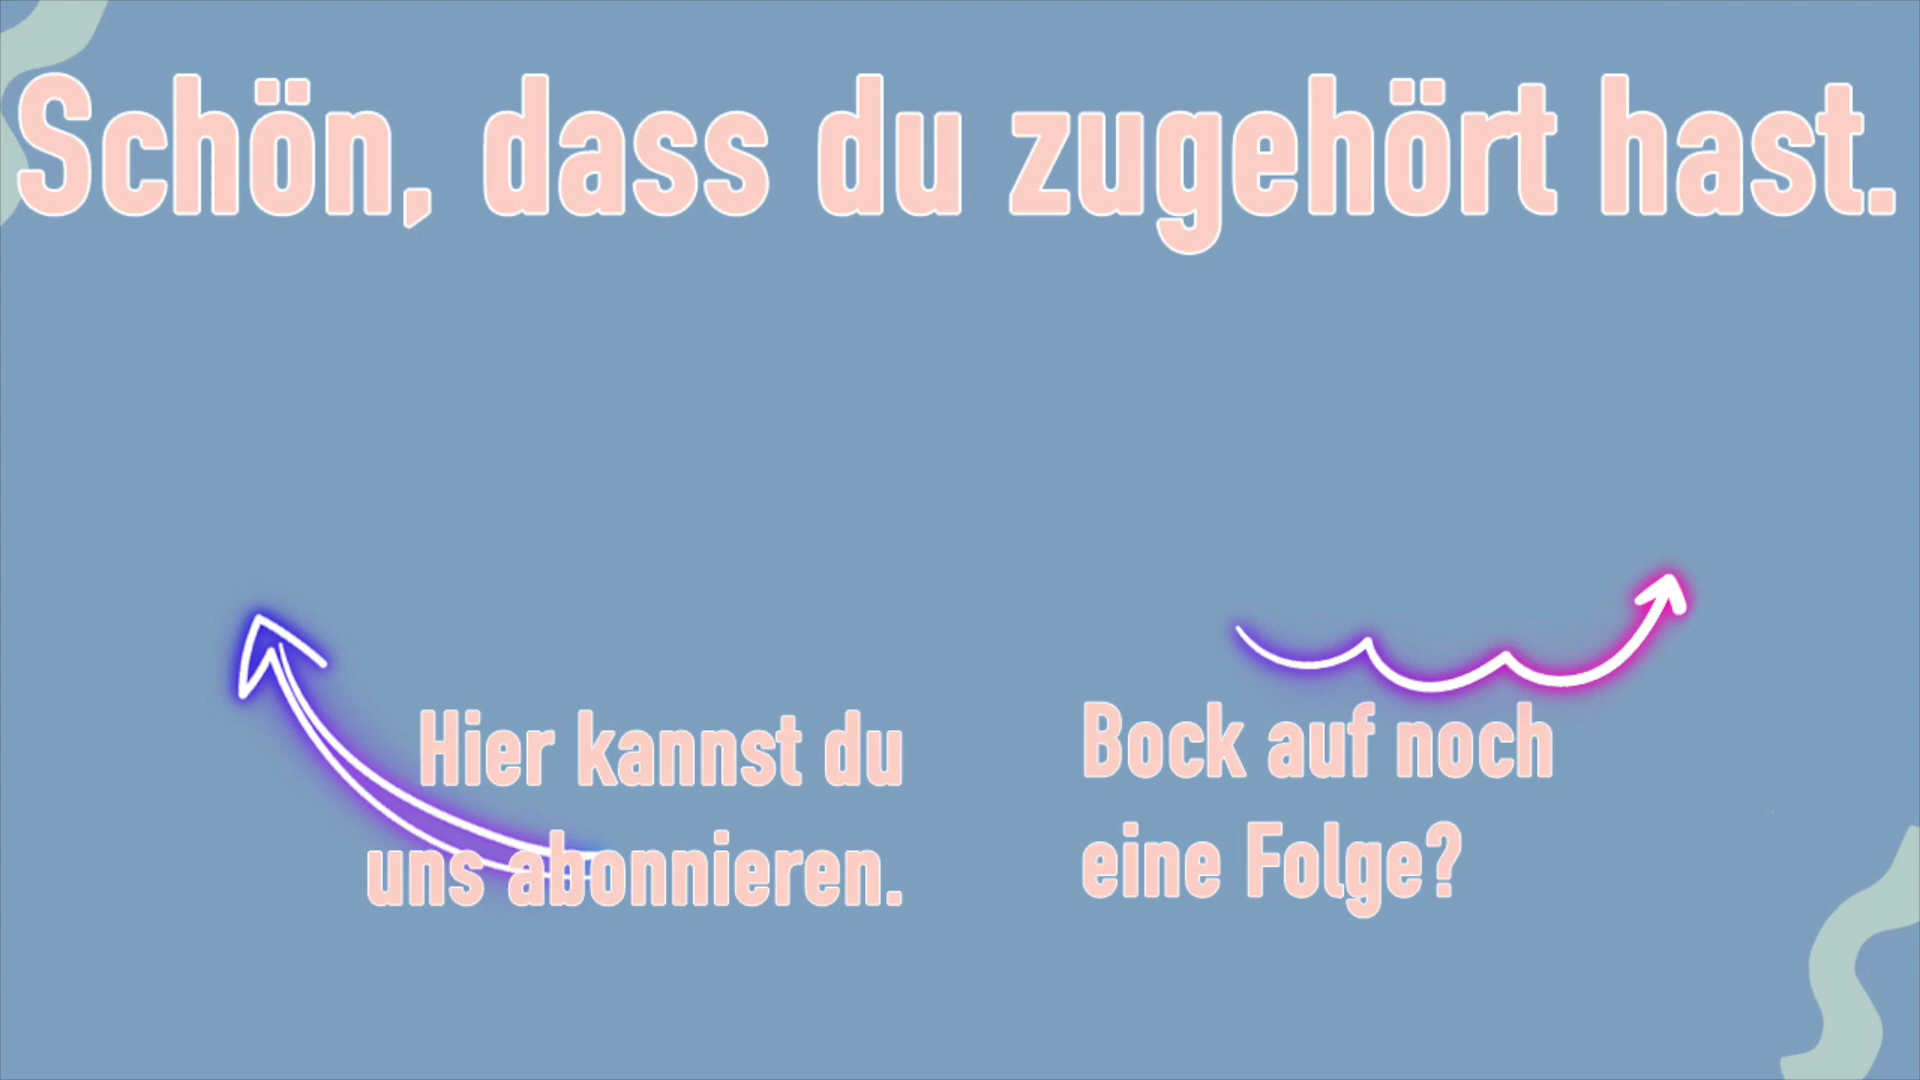 Schön, dass du zugehört hast.
Hier kannst du
uns abonnieren.
Bock auf noch
eine Folge?